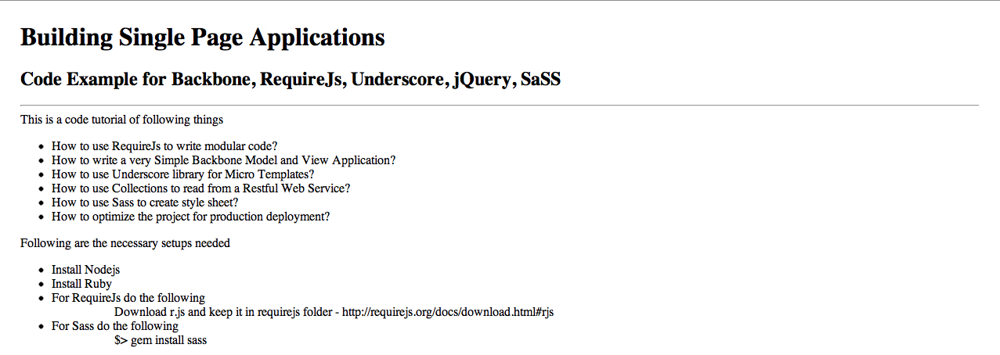 Building Single Page Applications
Code Example for Backbone, RequireJs, Underscore, jQuery, SaSS
This is a code tutorial of following things
• How to use RequireJs to write modular code?
• How to write a very Simple Backbone Model and View Application?
• How to use Underscore library for Micro Templates?
• How to use Collections to read from a Restful Web Service?
• How to use Sass to create style sheet?
• How to optimize the project for production deployment?
Following are the necessary setups needed
• Install Nodejs
• Install Ruby
• For RequireJs do the following
Download r.js and keep it in requirejs folder - http://requirejs.org/docs/download.html#rjs
• For Sass do the following
$> gem install sass